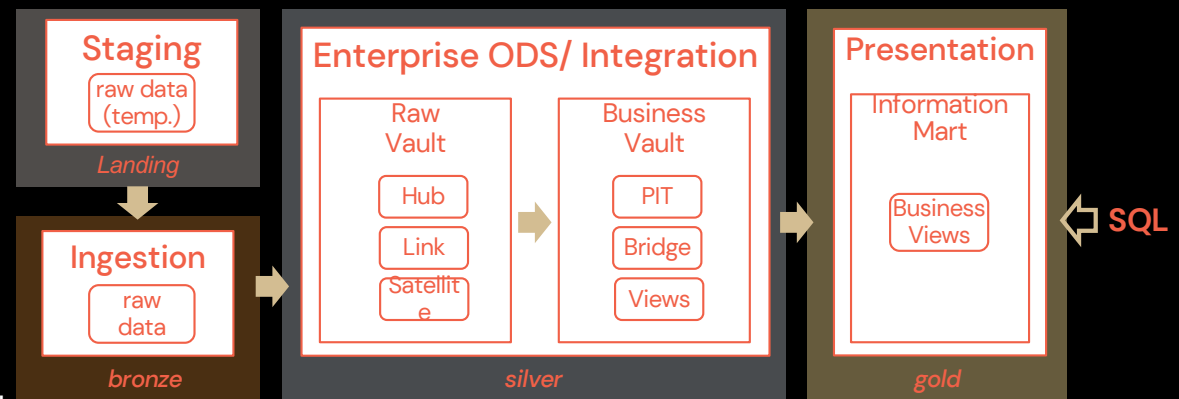 Staging
raw data
(temp.)
Landing
Ingestion
raw
data
bronze
Enterprise ODS/ Integration
Raw
Vault
Hub
Link
Satellit
e
Business
Vault
PIT
Bridge
Views
silver
Presentation
Information
Mart
Business
Views
gold
SQL